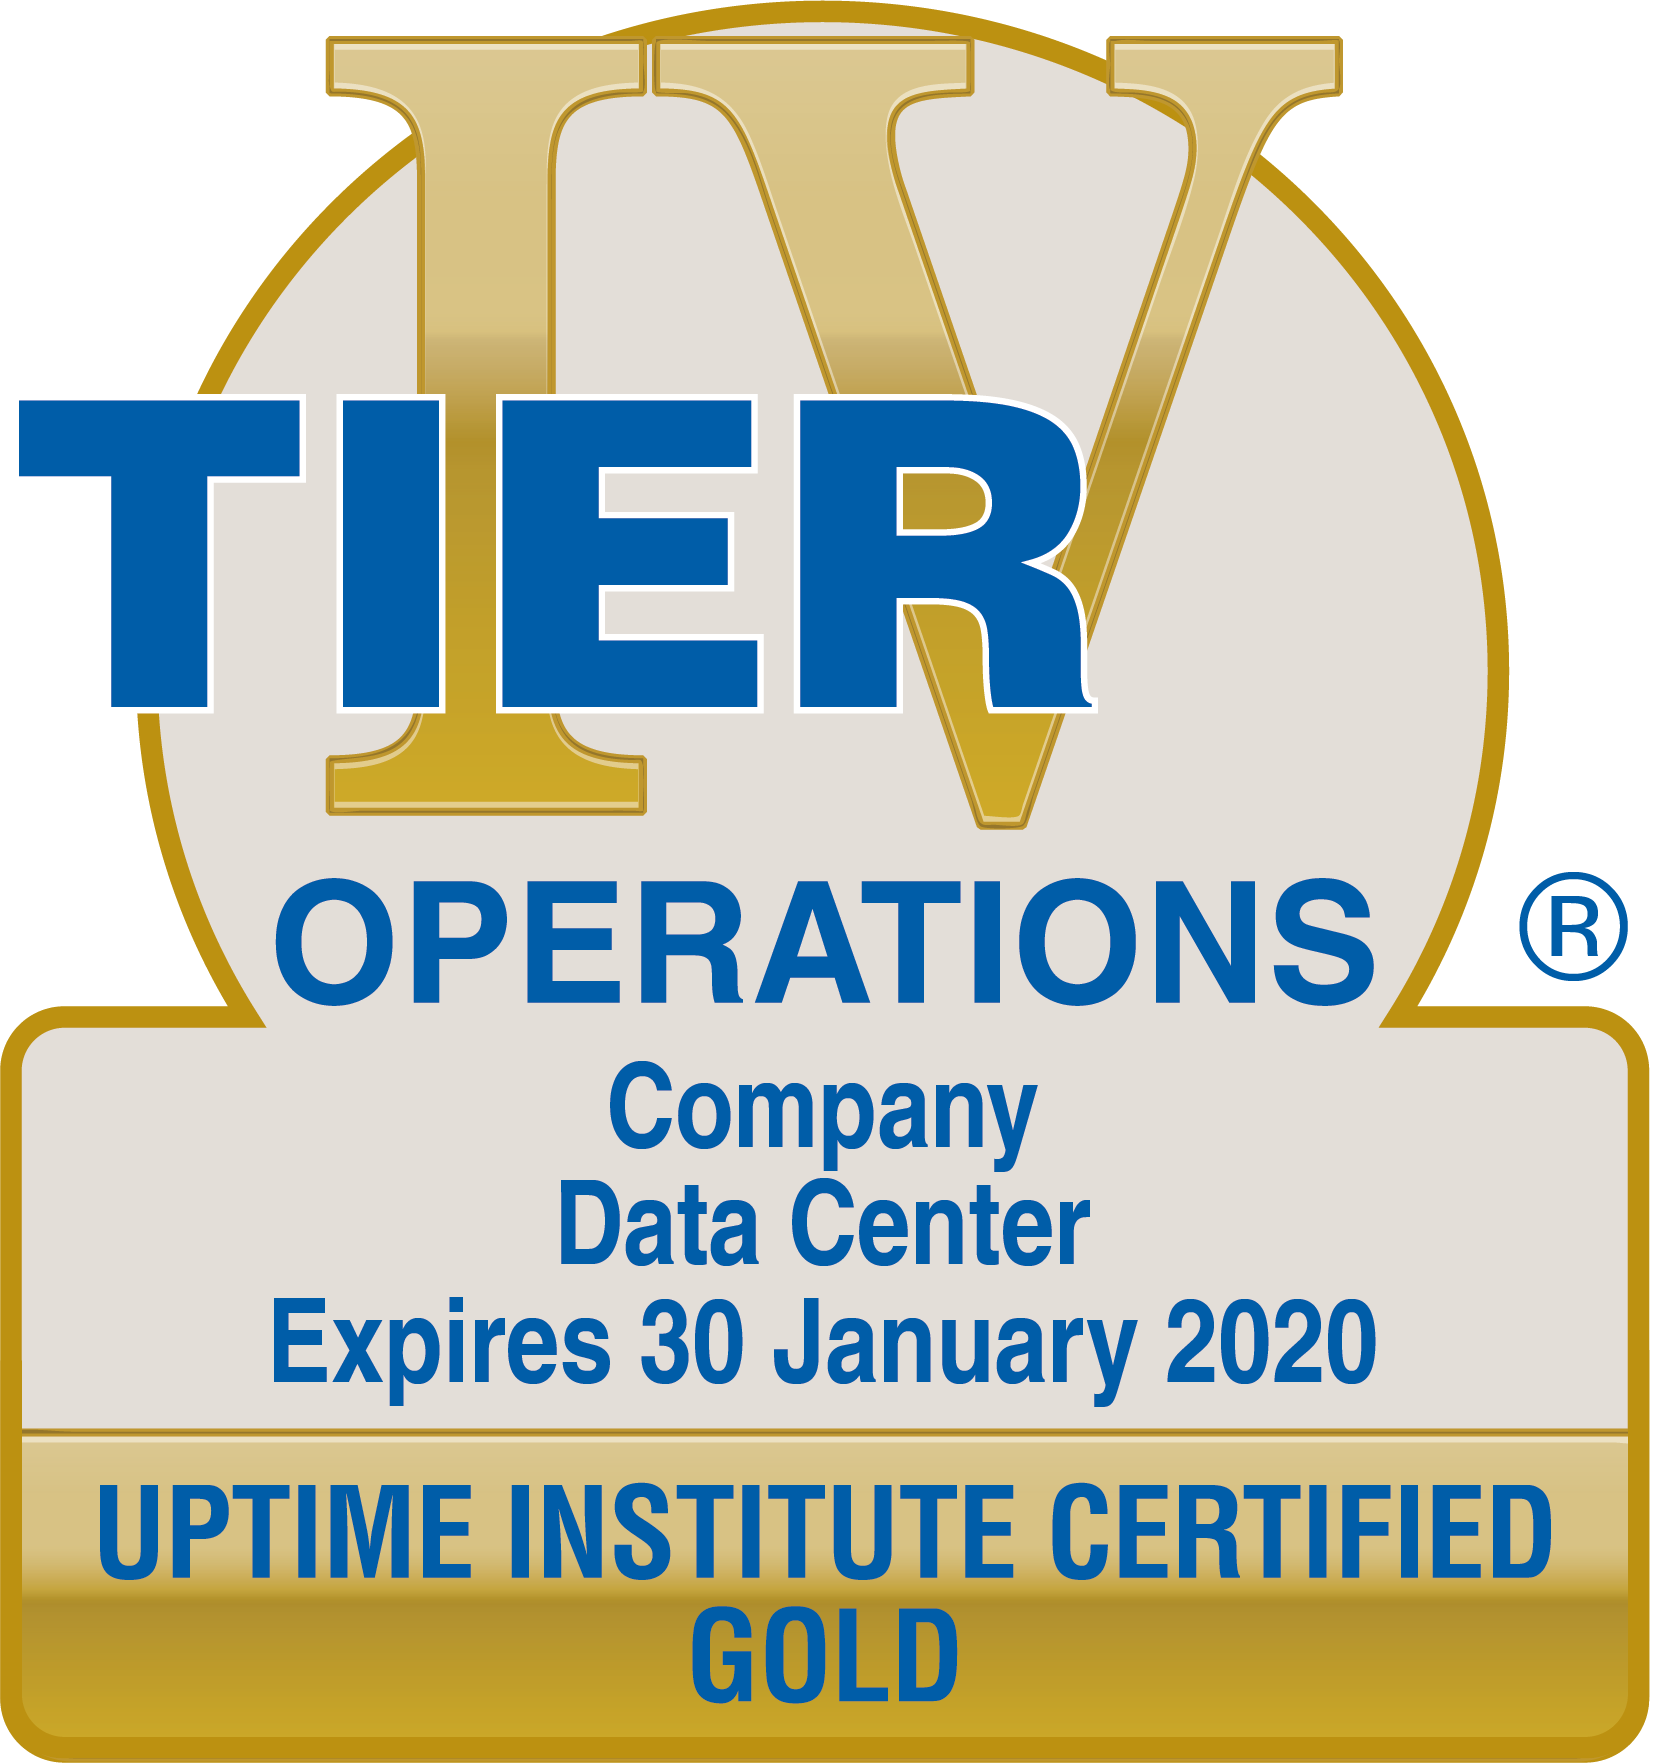 IV
TIER
OPERATIONS ®
Company
Data Center
Expires 30 January 2020
UPTIME INSTITUTE CERTIFIED
GOLD